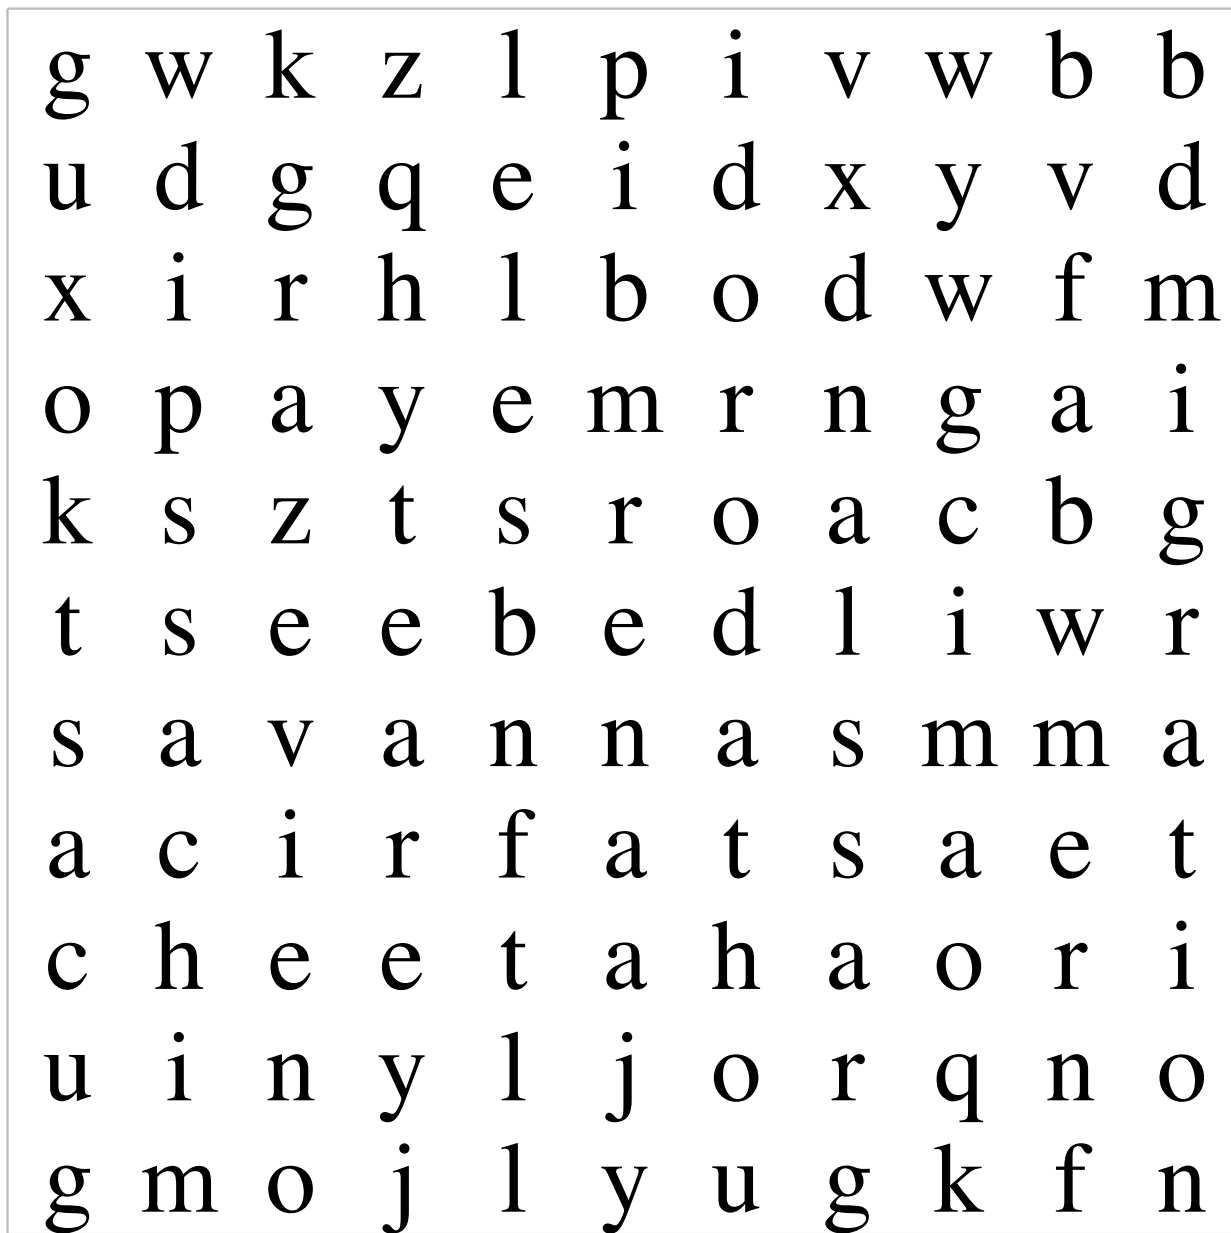 g w k z l p i v w b b
u d g q e i d x y v d
x i r h l b o d w f m
o p a y e m r n g a i
k s z t s r o a c b g
t s e e b e d l i w r
s a v a n n a s m m a
a c i r f a t s a e t
c h e e t a h a o r i
u i n y l j o r q n o
g m o j l y u g k f n